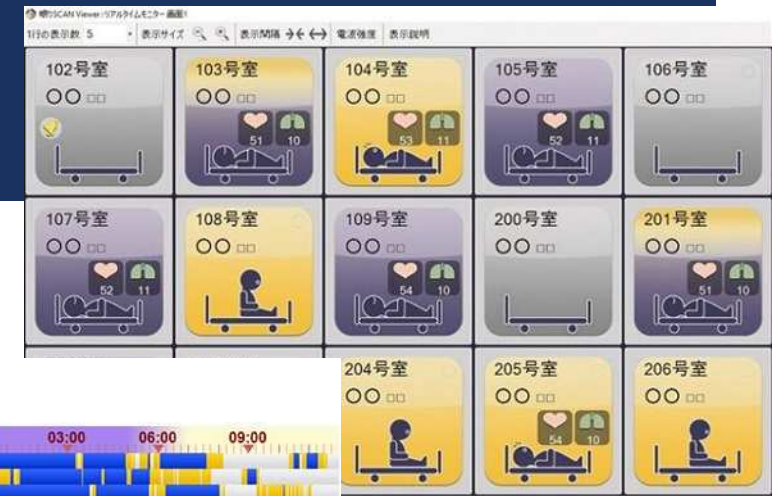 眠りSCAN Viewer:リアルタイムモニター 画面1
1行の表示数 5 表示サイズ 表示間隔 電波強度 表示説明
102号室 103号室 104号室 105号室 106号室
○○ □□ ○○ □□ ○○ □□ ○○ □□ ○○ □□
51 10 53 11 52 11
107号室 108号室 109号室 200号室 201号室
○○ □□ ○○ □□ ○○ □□ ○○ □□ ○○ □□
52 11 54 10 51 10
204号室 205号室 206号室
○○ □□ ○○ □□ ○○ □□
54 10
03:00 06:00 09:00